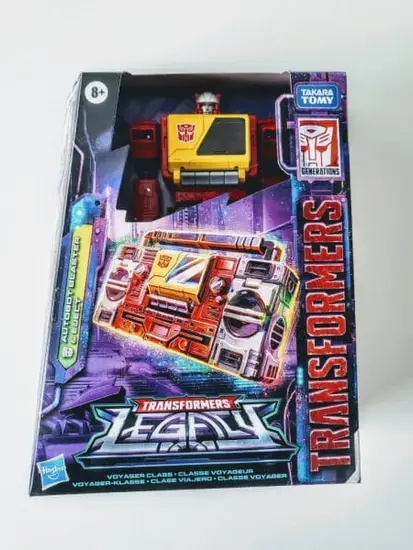 8+
TAKARA
TOMY
GENERATIONS
TRANSFORMERS
AUTOBOT BLASTER
& EJECT
TRANSFORMERS
LEGACY
Hasbro
VOYAGER CLASS • CLASSE VOYAGEUR
VOYAGER-KLASSE • CLASE VIAJERO • CLASSE VOYAGER